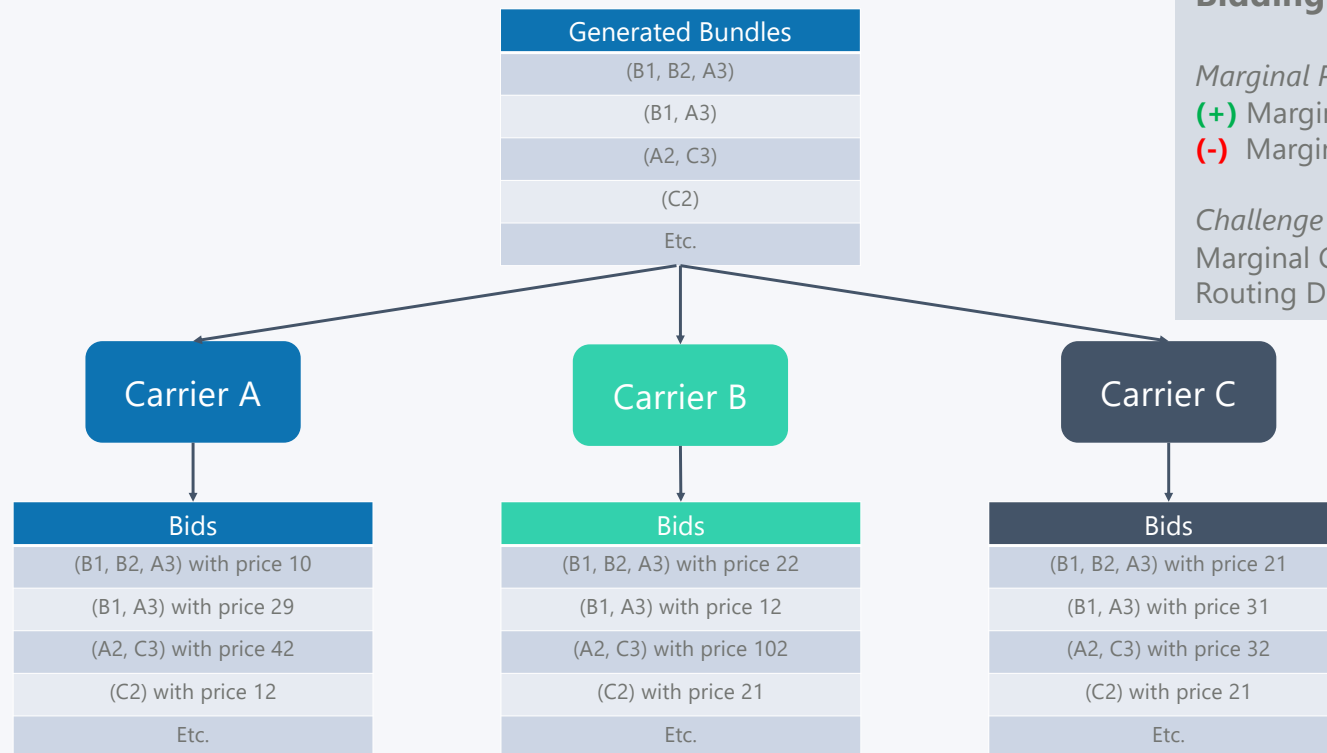 Generated Bundles
(B1, B2, A3)
(B1, A3)
(A2, C3)
(C2)
Etc.
Marginal
(+)
(-)
Challenge
Marginal
Routing
Carrier A
Carrier B
Carrier C
Bids
(B1, B2, A3) with price 10
(B1, A3) with price 29
(A2, C3) with price 42
(C2) with price 12
Etc.
Bids
(B1, B2, A3) with price 22
(B1, A3) with price 12
(A2, C3) with price 102
(C2) with price 21
Etc.
Bids
(B1, B2, A3) with price 21
(B1, A3) with price 31
(A2, C3) with price 32
(C2) with price 21
Etc.